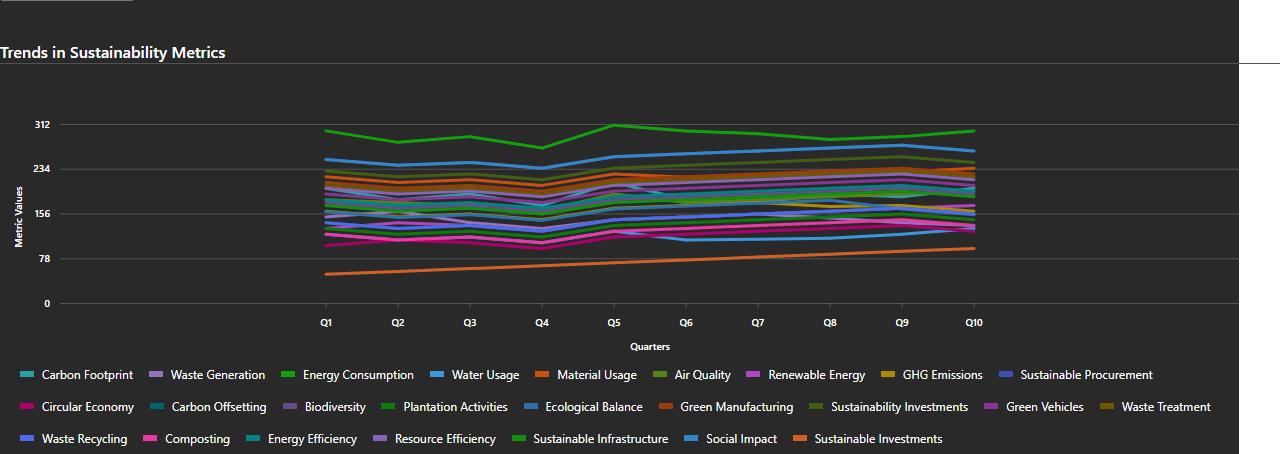 Trends in Sustainability Metrics
312
234
156
78
0
Metric Values
Q1 Q2 Q3 Q4 Q5 Q6 Q7 Q8 Q9 Q10
Quarters
Carbon Footprint Waste Generation Energy Consumption Water Usage Material Usage Air Quality Renewable Energy GHG Emissions Sustainable Procurement
Circular Economy Carbon Offsetting Biodiversity Plantation Activities Ecological Balance Green Manufacturing Sustainability Investments Green Vehicles Waste Treatment
Waste Recycling Composting Energy Efficiency Resource Efficiency Sustainable Infrastructure Social Impact Sustainable Investments